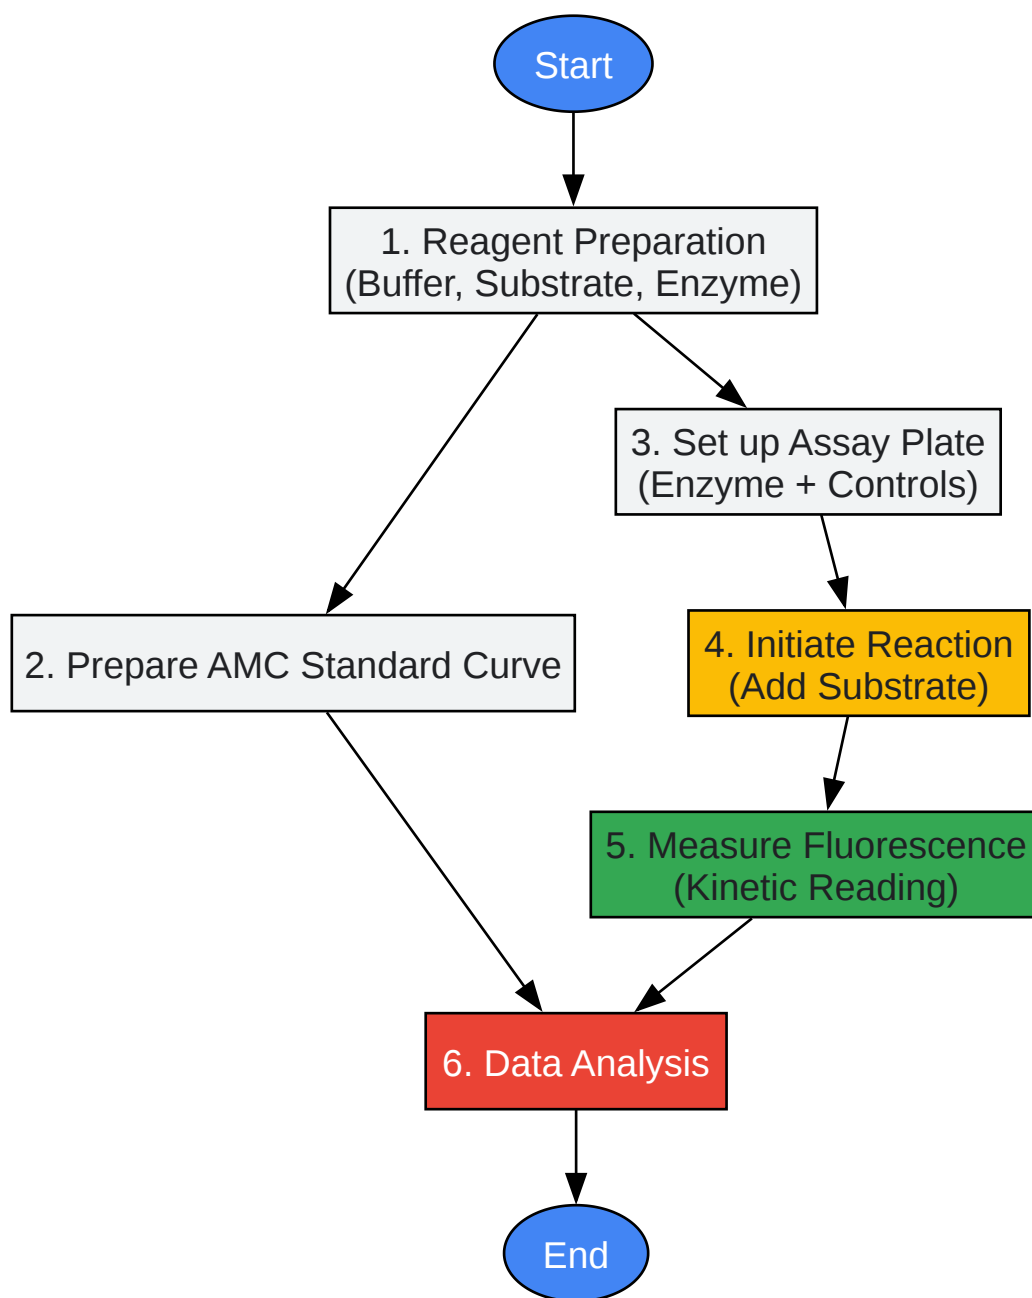 Start
1. Reagent Preparation
(Buffer, Substrate, Enzyme)
3. Set up Assay Plate
(Enzyme + Controls)
2. Prepare AMC Standard Curve
4. Initiate Reaction
(Add Substrate)
5. Measure Fluorescence
(Kinetic Reading)
6. Data Analysis
End